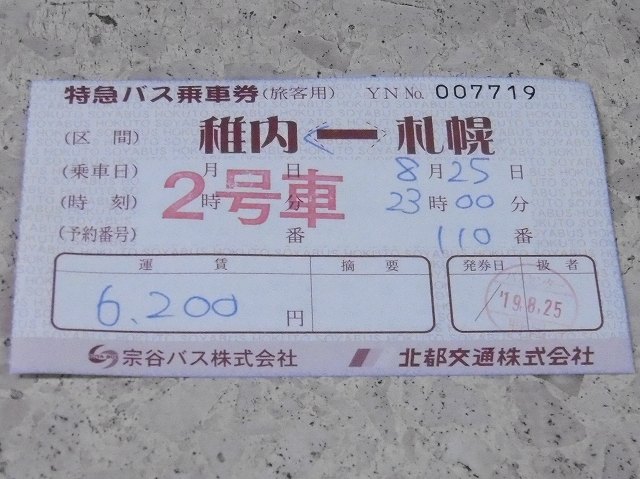 特急バス乗車券(旅客用) YN No. 007719
(区間) 稚内 ← 札幌
(乗車日) 月 日 8月25日
(時刻) 時 分 23時00分
2号車
(予約番号) 番 110番
運賃 摘要 発券日 扱者
6,200円 '19.8.25
宗谷バス株式会社 北都交通株式会社